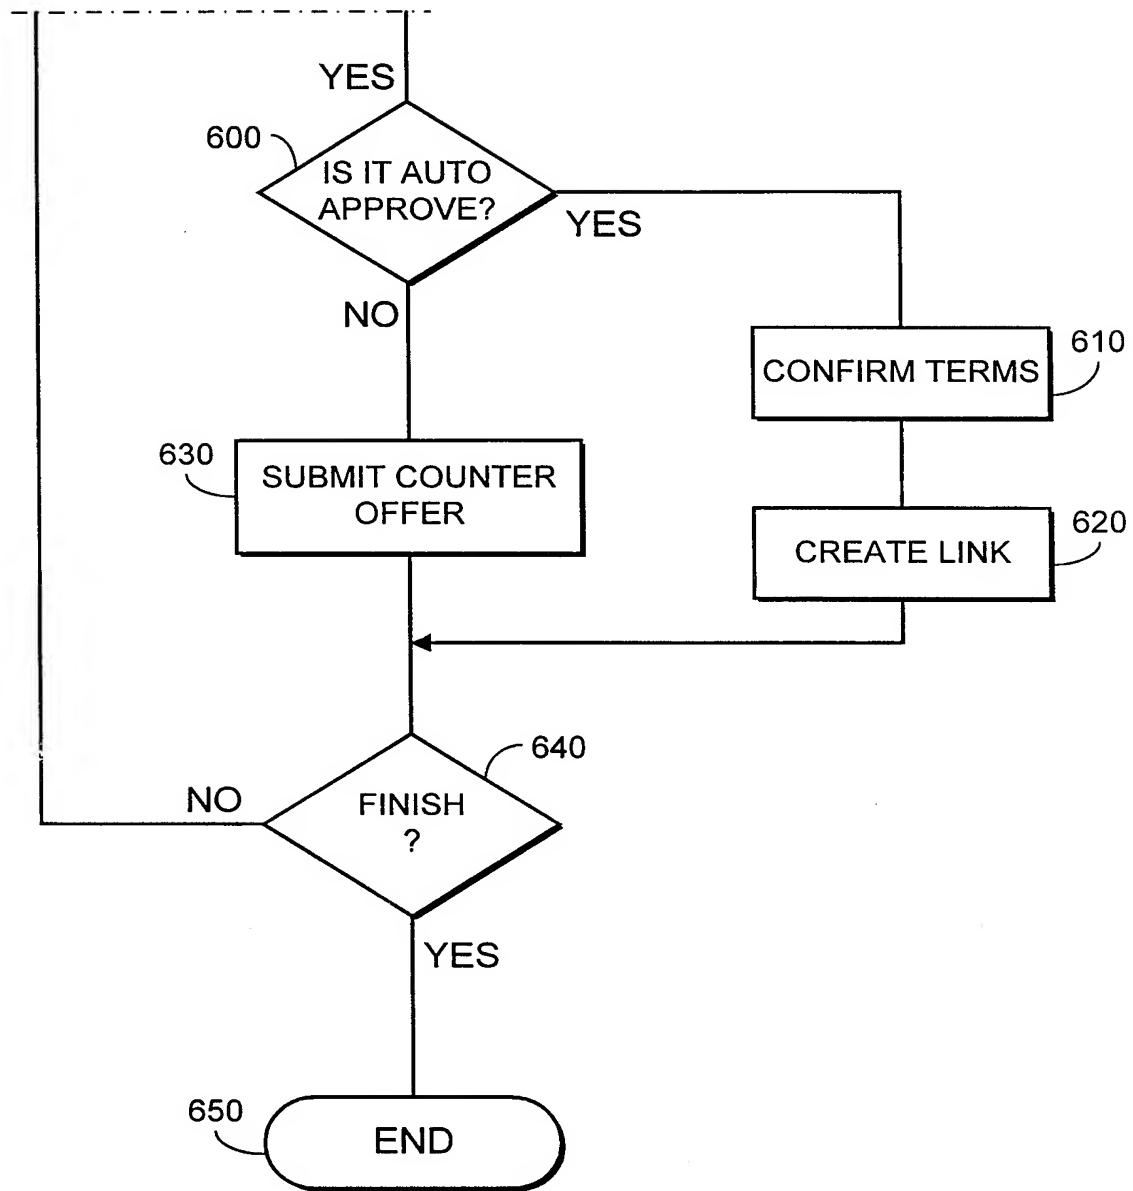 YES
600
IS IT AUTO
APPROVE?
YES
NO
610
CONFIRM TERMS
630
SUBMIT COUNTER
OFFER
620
CREATE LINK
640
NO
FINISH
?
YES
650
END